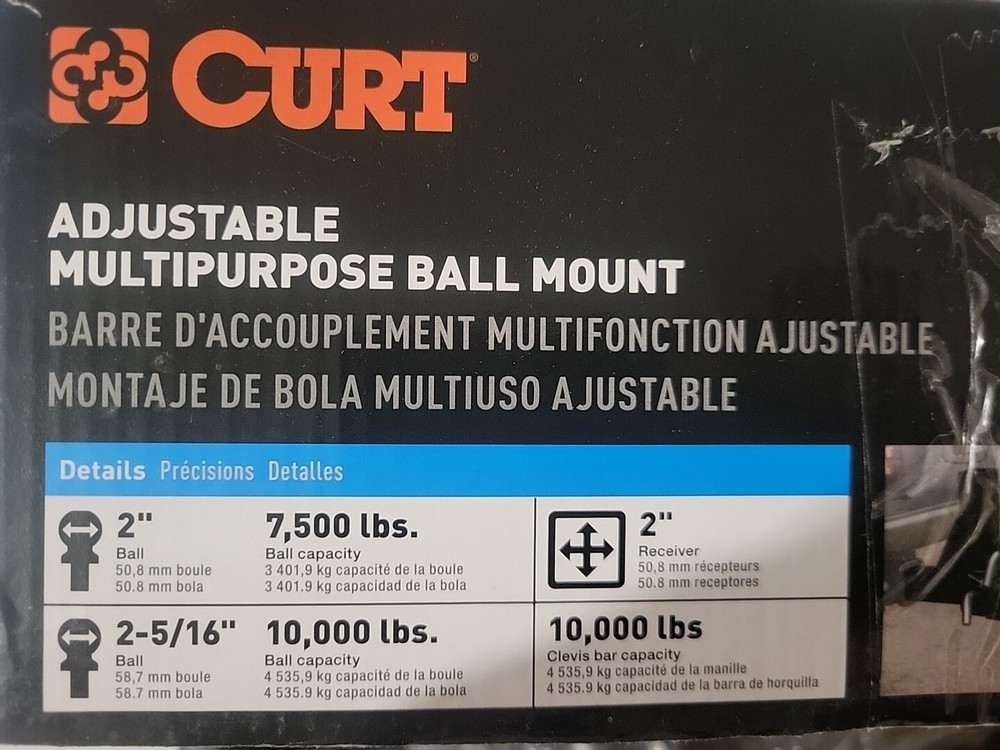 CURT®
ADJUSTABLE
MULTIPURPOSE BALL MOUNT
BARRE D'ACCOUPLEMENT MULTIFONCTION AJUSTABLE
MONTAJE DE BOLA MULTIUSO AJUSTABLE
Details Précisions Detalles
2"
Ball
50,8 mm boule
50.8 mm bola
7,500 lbs.
Ball capacity
3 401,9 kg capacité de la boule
3 401.9 kg capacidad de la bola
2"
Receiver
50,8 mm récepteurs
50.8 mm receptores
2-5/16"
Ball
58,7 mm boule
58.7 mm bola
10,000 lbs.
Ball capacity
4 535,9 kg capacité de la boule
4 535.9 kg capacidad de la bola
10,000 lbs
Clevis bar capacity
4 535,9 kg capacité de la manille
4 535.9 kg capacidad de la barra de horquilla